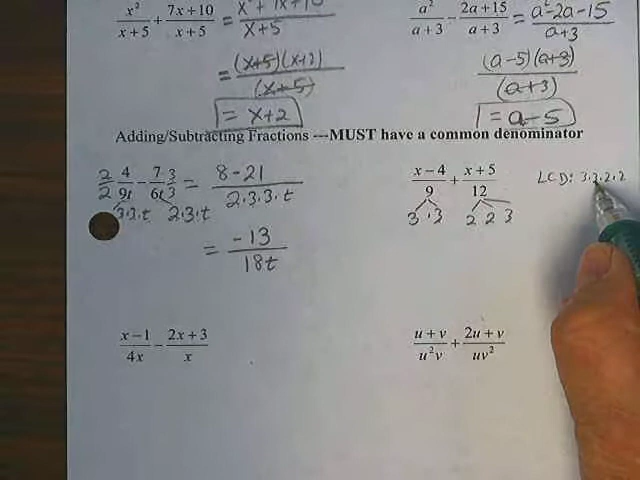 x²/(x+5) + (7x+10)/(x+5) = (x² + 7x + 10)/(x+5)
= (x+5)(x+2)/(x+5)
= x+2
a²/(a+3) − (2a+15)/(a+3) = (a²-2a-15)/(a+3)
(a-5)(a+3)/(a+3)
= a-5
Adding/Subtracting Fractions ---MUST have a common denominator
2/2 4/9t − 7/6t 3/3 = (8-21)/(2·3·3·t)
3·3·t 2·3·t
= -13/18t
(x−4)/9 + (x+5)/12 LCD: 3·3·2·2
3·3 2 2 3
(x−1)/4x − (2x+3)/x
(u+v)/u²v + (2u+v)/uv²